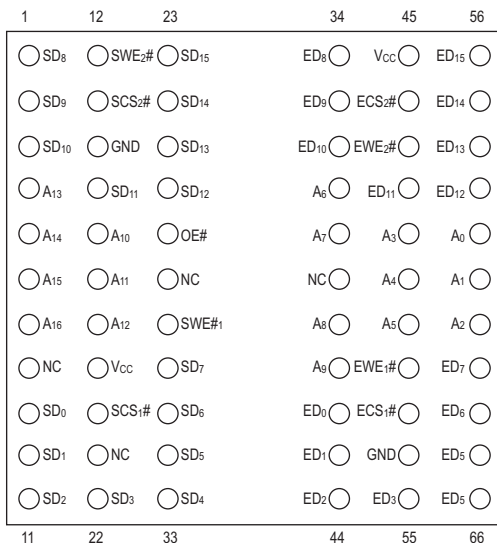 1 12 23 34 45 56
SD8 SWE2# SD15 ED8 VCC ED15
SD9 SCS2# SD14 ED9 ECS2# ED14
SD10 GND SD13 ED10 EWE2# ED13
A13 SD11 SD12 A6 ED11 ED12
A14 A10 OE# A7 A3 A0
A15 A11 NC NC A4 A1
A16 A12 SWE#1 A8 A5 A2
NC VCC SD7 A9 EWE1# ED7
SD0 SCS1# SD6 ED0 ECS1# ED6
SD1 NC SD5 ED1 GND ED5
SD2 SD3 SD4 ED2 ED3 ED5
11 22 33 44 55 66